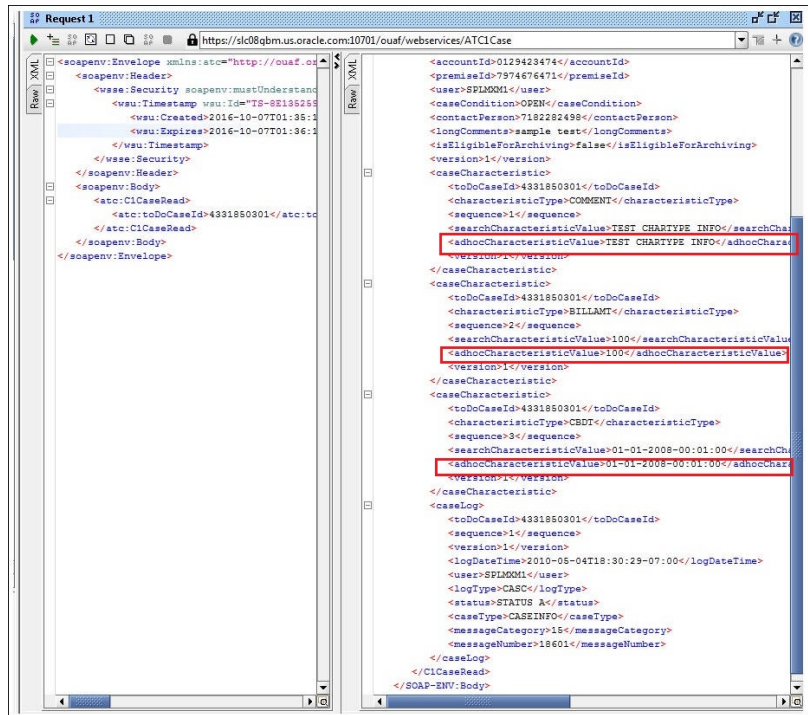 Request 1
https://slc08qbm.us.oracle.com:10701/ouaf/webservices/ATC1Case
XML
Raw
<soapenv:Envelope xmlns:atc="http://ouaf.or
<soapenv:Header>
<wsse:Security soapenv:mustUnderstand
<wsu:Timestamp wsu:Id="TS-8E135259
<wsu:Created>2016-10-07T01:35:1
<wsu:Expires>2016-10-07T01:36:1
</wsu:Timestamp>
</wsse:Security>
</soapenv:Header>
<soapenv:Body>
<atc:C1CaseRead>
<atc:toDoCaseId>4331850301</atc:to
</atc:C1CaseRead>
</soapenv:Body>
</soapenv:Envelope>
XML
Raw
<accountId>0129423474</accountId>
<premiseId>7974676471</premiseId>
<user>SPLMXM1</user>
<caseCondition>OPEN</caseCondition>
<contactPerson>7182282498</contactPerson>
<longComments>sample test</longComments>
<isEligibleForArchiving>false</isEligibleForArchiving>
<version>1</version>
<caseCharacteristic>
<toDoCaseId>4331850301</toDoCaseId>
<characteristicType>COMMENT</characteristicType>
<sequence>1</sequence>
<searchCharacteristicValue>TEST CHARTYPE INFO</searchChar
<adhocCharacteristicValue>TEST CHARTYPE INFO</adhocCharac
<version>1</version>
</caseCharacteristic>
<caseCharacteristic>
<toDoCaseId>4331850301</toDoCaseId>
<characteristicType>BILLAMT</characteristicType>
<sequence>2</sequence>
<searchCharacteristicValue>100</searchCharacteristicValue
<adhocCharacteristicValue>100</adhocCharacteristicValue>
<version>1</version>
</caseCharacteristic>
<caseCharacteristic>
<toDoCaseId>4331850301</toDoCaseId>
<characteristicType>CBDT</characteristicType>
<sequence>3</sequence>
<searchCharacteristicValue>01-01-2008-00:01:00</searchCha
<adhocCharacteristicValue>01-01-2008-00:01:00</adhocChara
<version>1</version>
</caseCharacteristic>
<caseLog>
<toDoCaseId>4331850301</toDoCaseId>
<sequence>1</sequence>
<version>1</version>
<logDateTime>2010-05-04T18:30:29-07:00</logDateTime>
<user>SPLMXM1</user>
<logType>CASC</logType>
<status>STATUS A</status>
<caseType>CASEINFO</caseType>
<messageCategory>15</messageCategory>
<messageNumber>18601</messageNumber>
</caseLog>
</C1CaseRead>
</SOAP-ENV:Body>